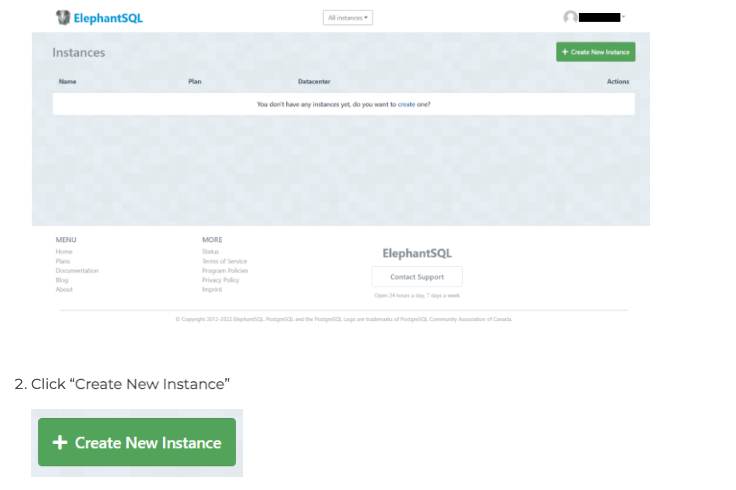 ElephantSQL
All instances
Instances
+ Create New Instance
Name Plan Datacenter Actions
You don't have any instances yet, do you want to create one?
MENU
Home
Plans
Documentation
Blog
About
MORE
Status
Terms of Service
Program Policies
Privacy Policy
Imprint
ElephantSQL
Contact Support
Open 24 hours a day, 7 days a week
© Copyright 2012-2022 ElephantSQL. PostgreSQL and the PostgreSQL Logo are trademarks of PostgreSQL Community Association of Canada.
2. Click “Create New Instance”
+ Create New Instance